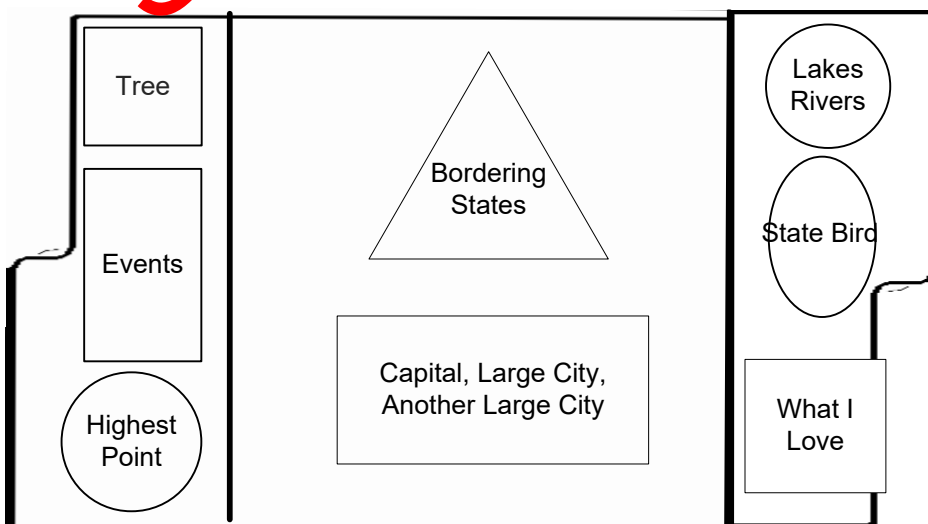 Tree
Events
Highest
Point
Bordering
States
Capital, Large City,
Another Large City
Lakes
Rivers
State Bird
What I
Love